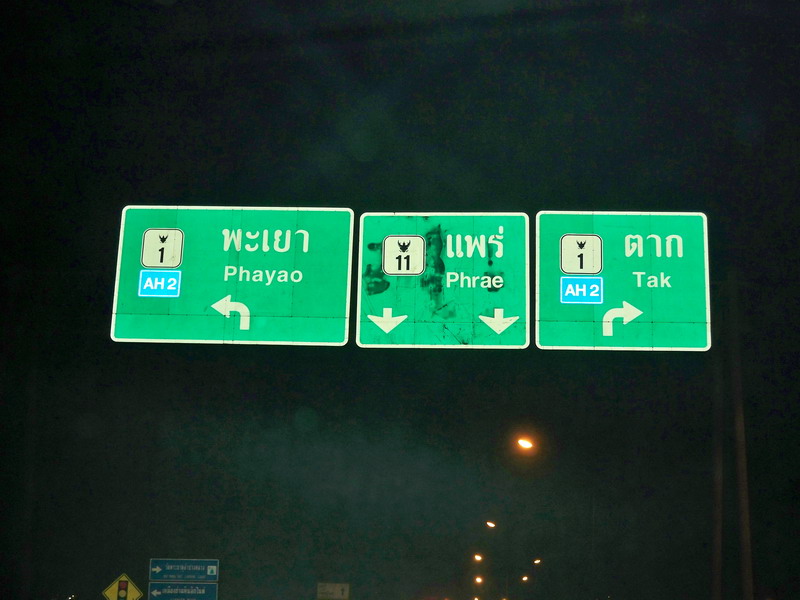 1
พะเยา
AH 2
Phayao
11
แพร่
Phrae
1
ตาก
AH 2
Tak